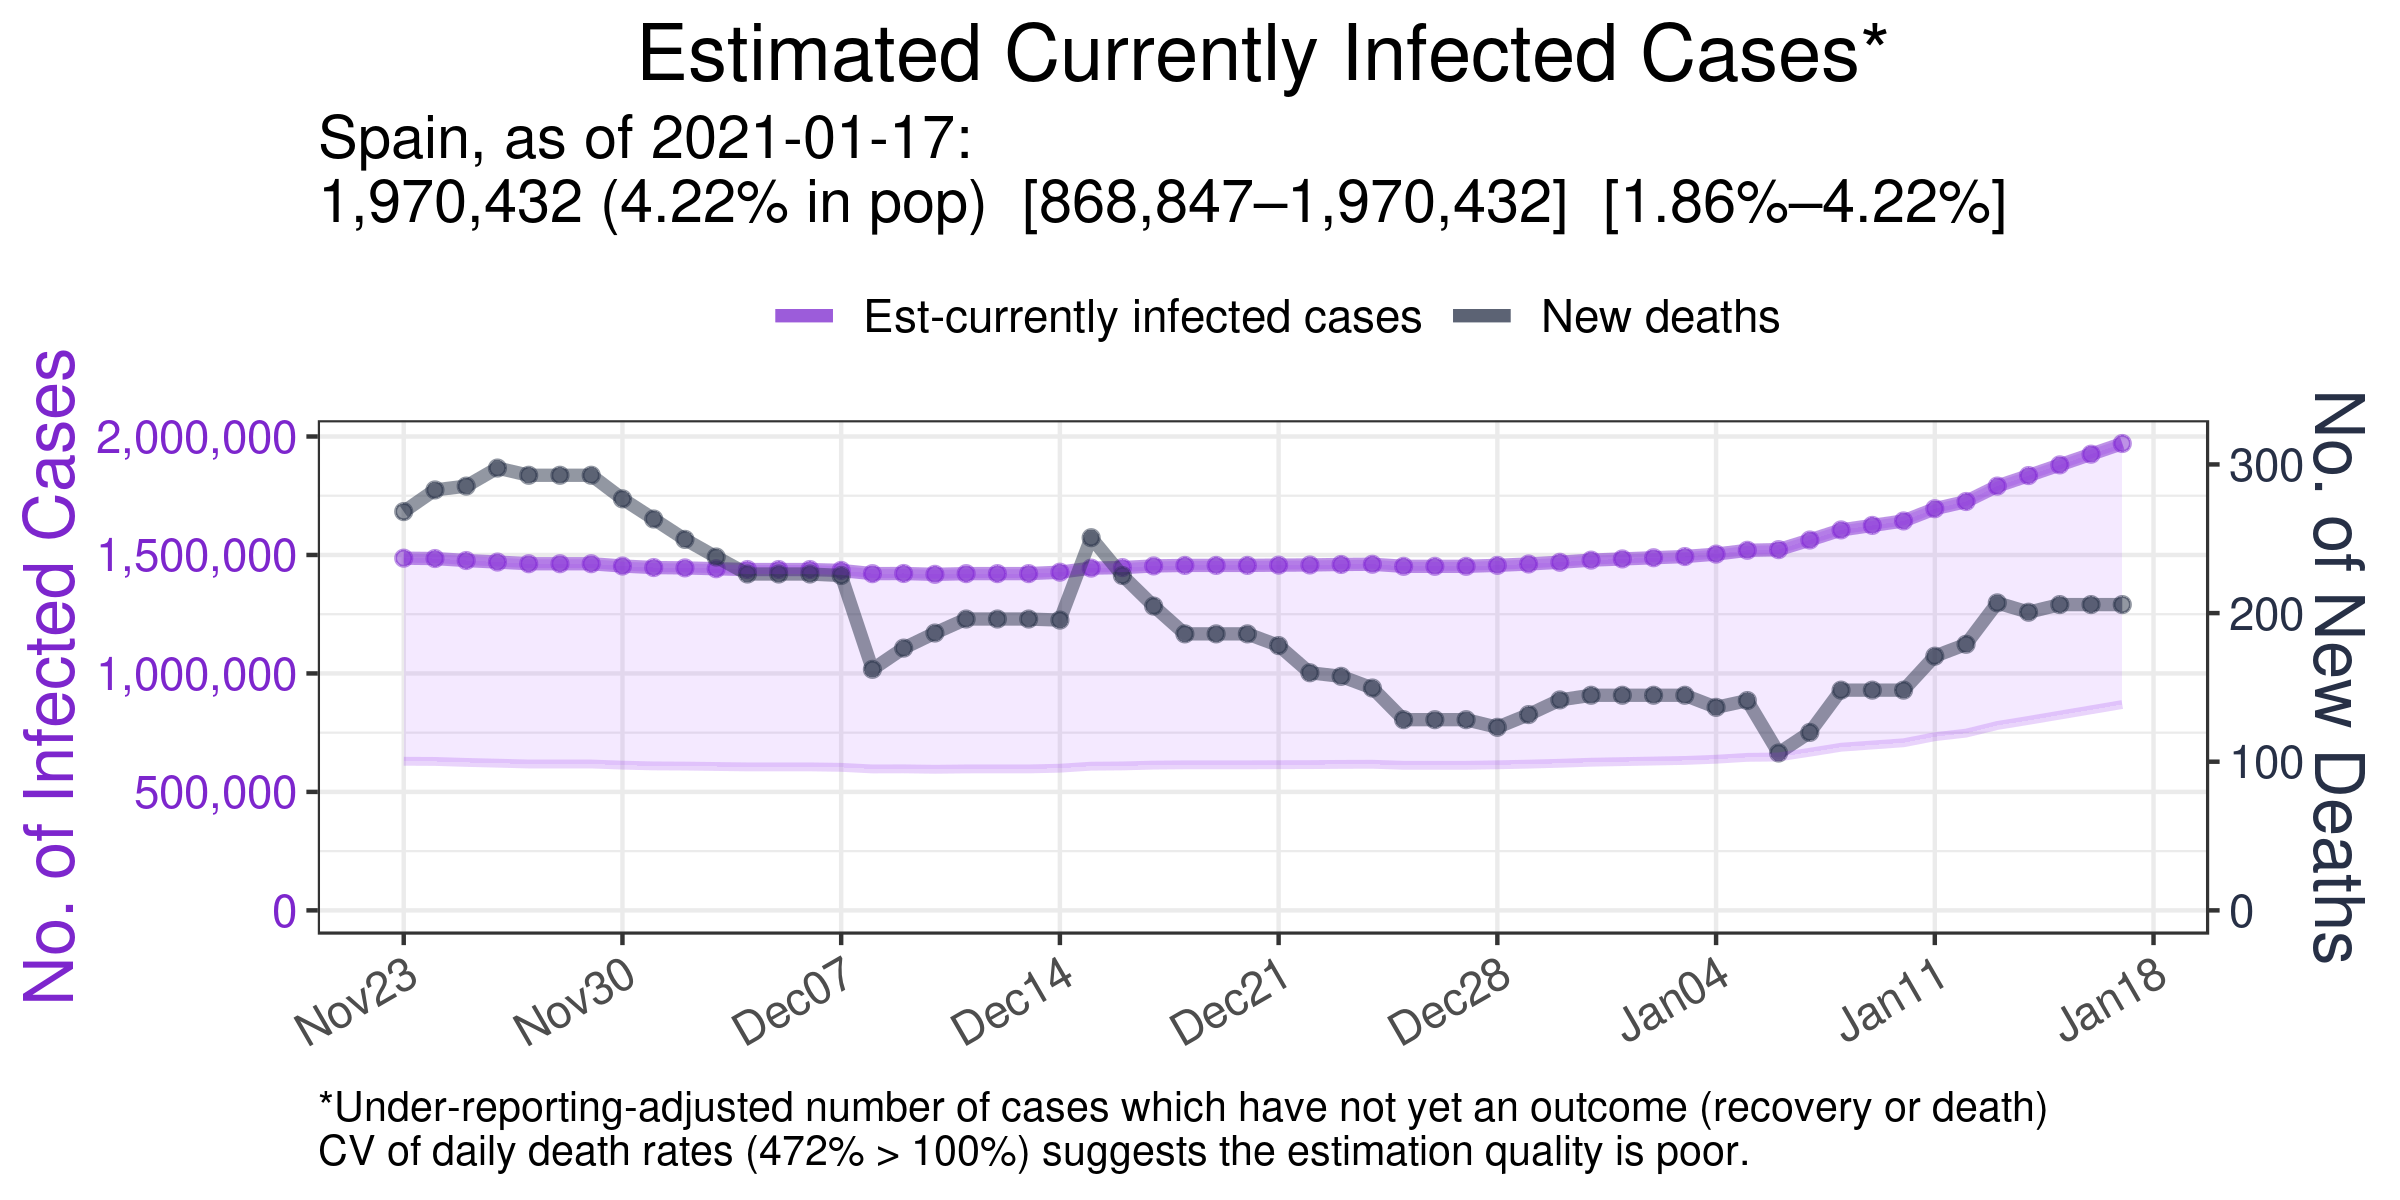 Estimated Currently Infected Cases*
Spain, as of 2021-01-17:
1,970,432 (4.22% in pop) [868,847–1,970,432] [1.86%–4.22%]
Est-currently infected cases
New deaths
No. of Infected Cases
2,000,000
1,500,000
1,000,000
500,000
0
300
200
100
0
No. of New Deaths
Nov23
Nov30
Dec07
Dec14
Dec21
Dec28
Jan04
Jan11
Jan18
*Under-reporting-adjusted number of cases which have not yet an outcome (recovery or death)
CV of daily death rates (472% > 100%) suggests the estimation quality is poor.